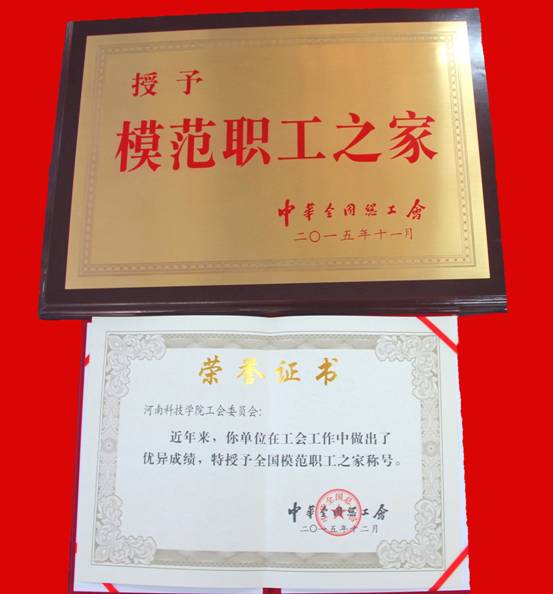 授予
模范职工之家
中华全国总工会
二〇一五年十一月
荣誉证书
河南科技学院工会委员会:
近年来，你单位在工会工作中做出了
优异成绩，特授予全国模范职工之家称号。
中华全国总工会
二〇一五年十二月